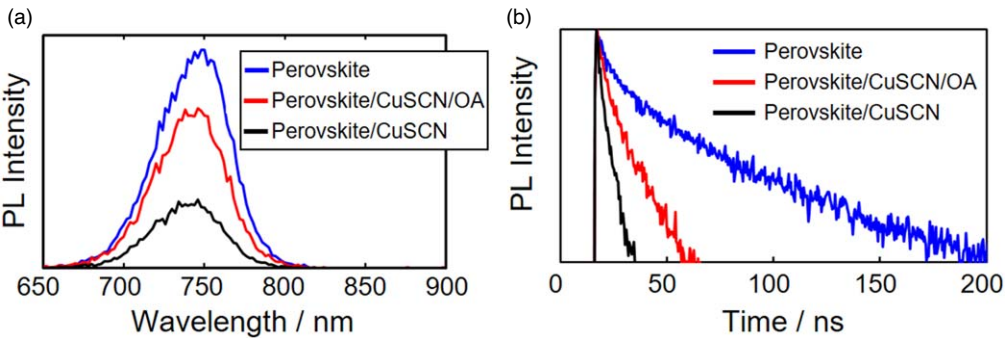 (a)
PL Intensity
Perovskite
Perovskite/CuSCN/OA
Perovskite/CuSCN
650 700 750 800 850 900
Wavelength / nm
(b)
PL Intensity
Perovskite
Perovskite/CuSCN/OA
Perovskite/CuSCN
0 50 100 150 200
Time / ns